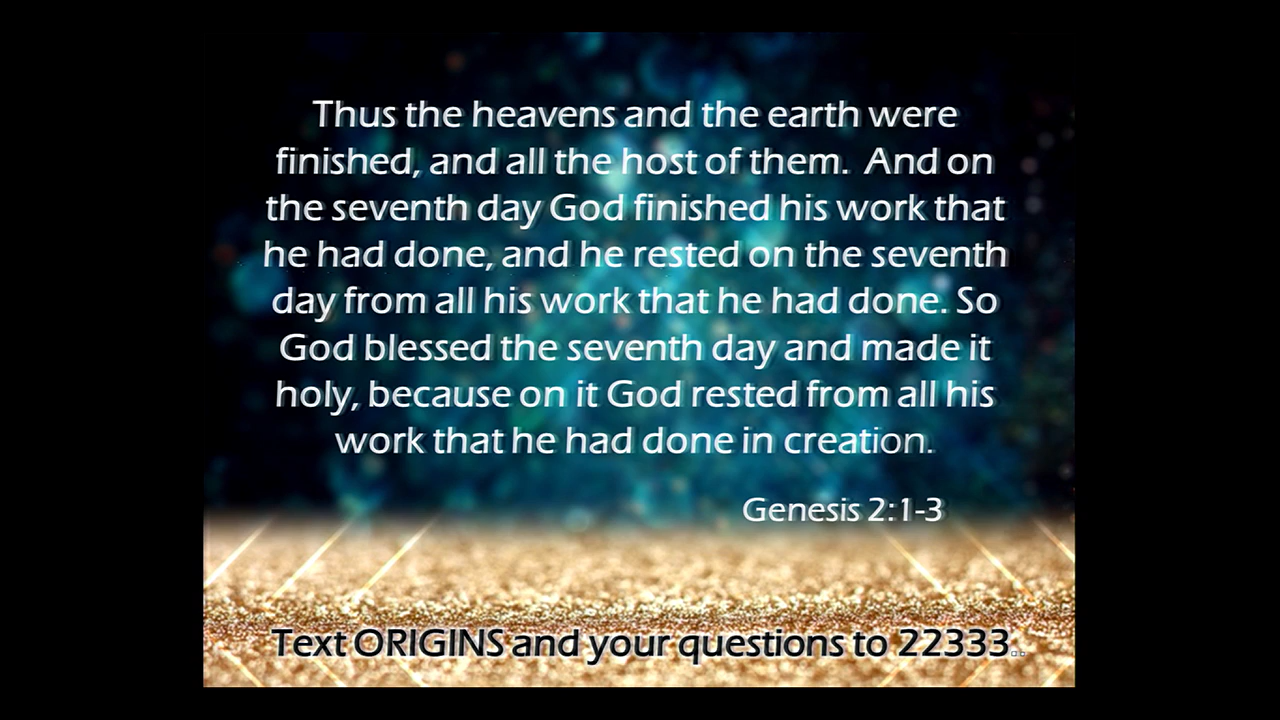 Thus the heavens and the earth were
finished, and all the host of them.  And on
the seventh day God finished his work that
he had done, and he rested on the seventh
day from all his work that he had done. So
God blessed the seventh day and made it
holy, because on it God rested from all his
work that he had done in creation.
Genesis 2:1-3
Text ORIGINS and your questions to 22333..